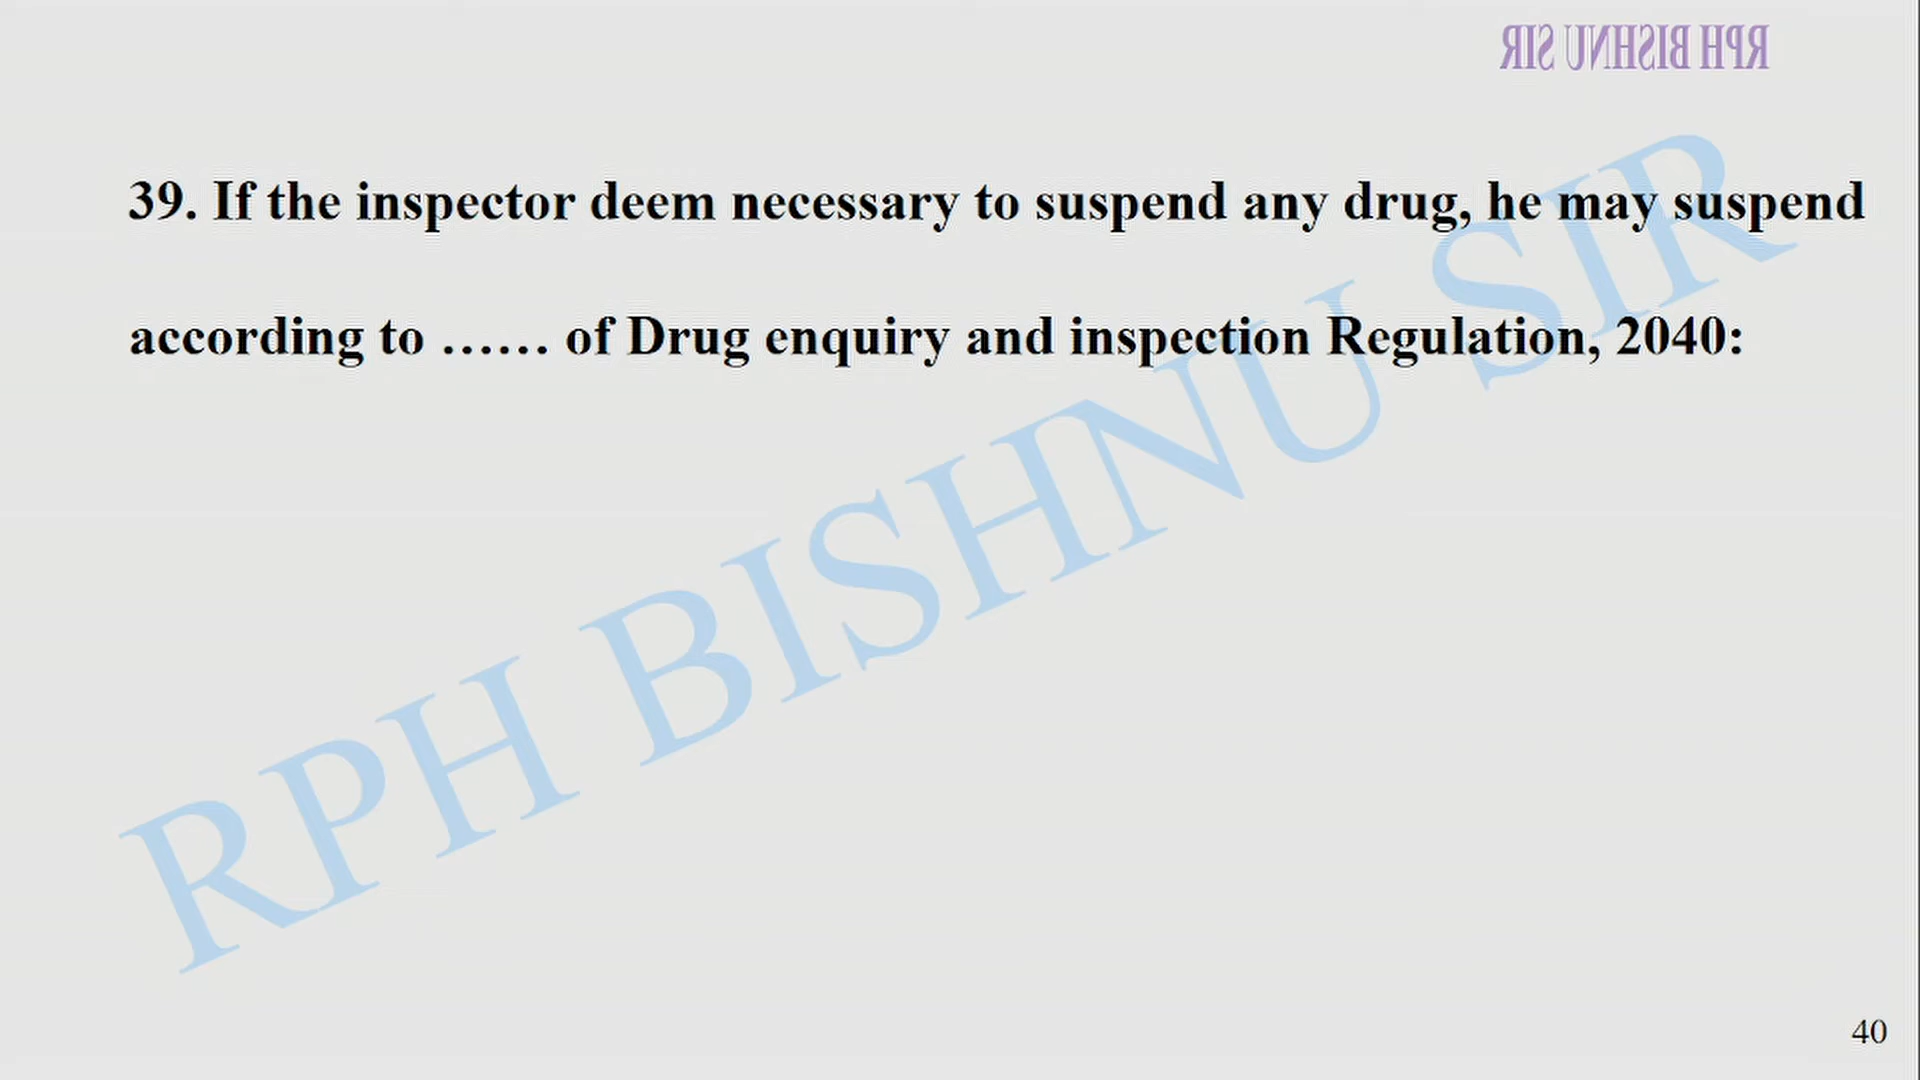 RPH BISHNU SIR
39. If the inspector deem necessary to suspend any drug, he may suspend
according to …… of Drug enquiry and inspection Regulation, 2040:
RPH BISHNU SIR
40